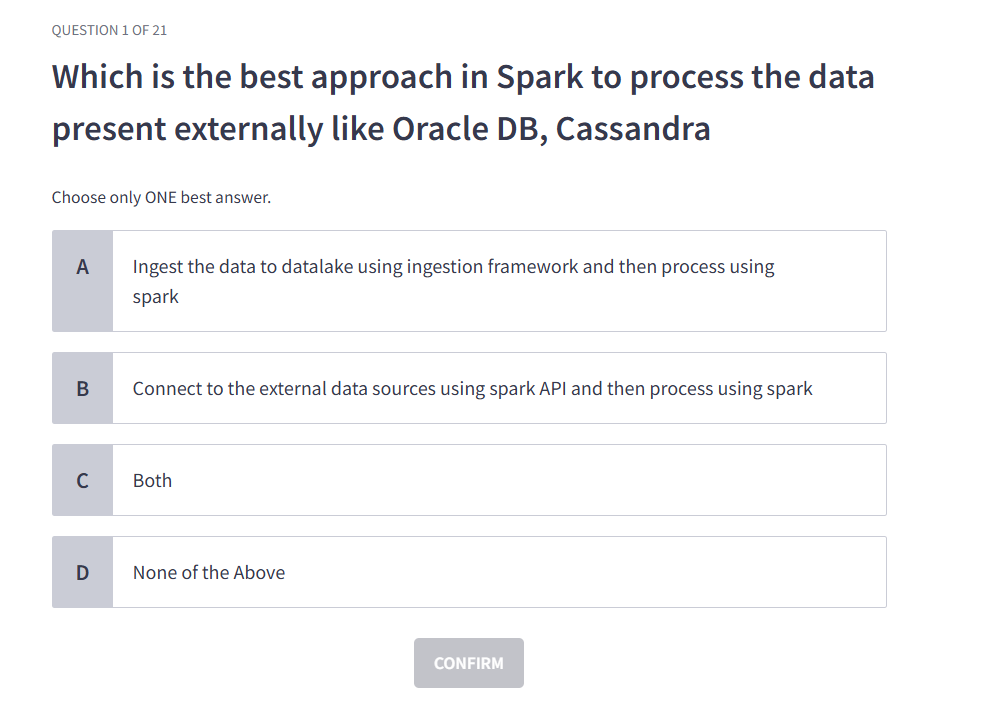 QUESTION 1 OF 21
Which is the best approach in Spark to process the data
present externally like Oracle DB, Cassandra
Choose only ONE best answer.
A
Ingest the data to datalake using ingestion framework and then process using
spark
B
Connect to the external data sources using spark API and then process using spark
C
Both
D
None of the Above
CONFIRM